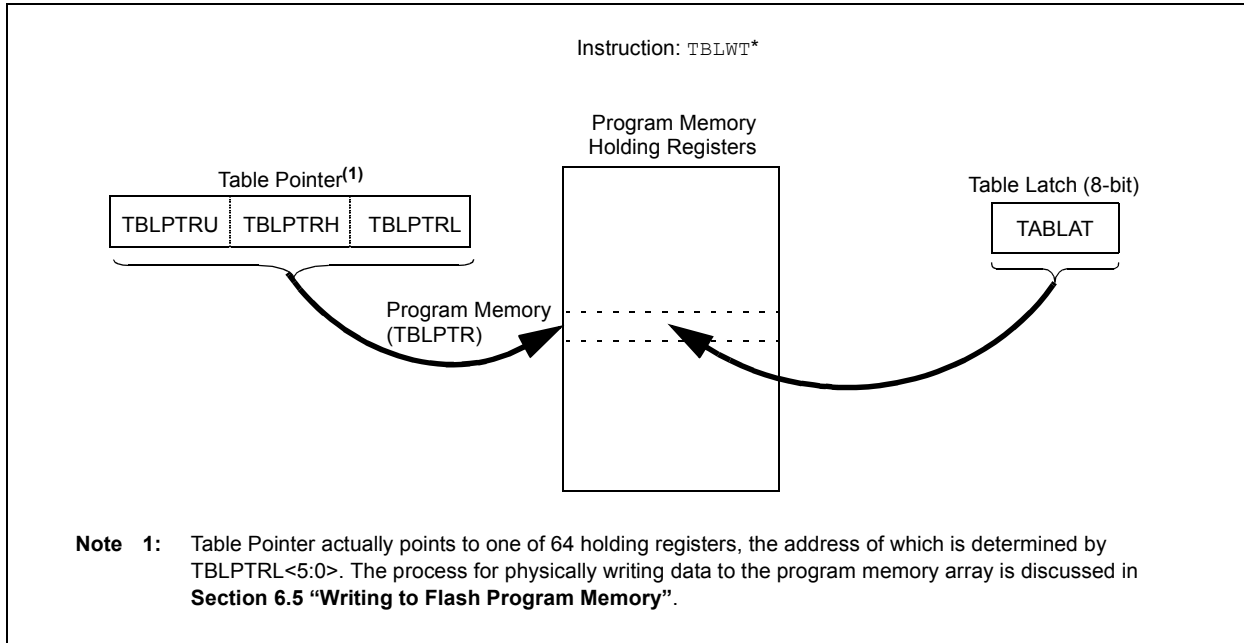 Instruction: TBLWT*
Program Memory
Holding Registers
Table Pointer(1)
Table Latch (8-bit)
TBLPTRU TBLPTRH TBLPTRL
TABLAT
Program Memory
(TBLPTR)
Note 1: Table Pointer actually points to one of 64 holding registers, the address of which is determined by
TBLPTRL<5:0>. The process for physically writing data to the program memory array is discussed in
Section 6.5 “Writing to Flash Program Memory”.